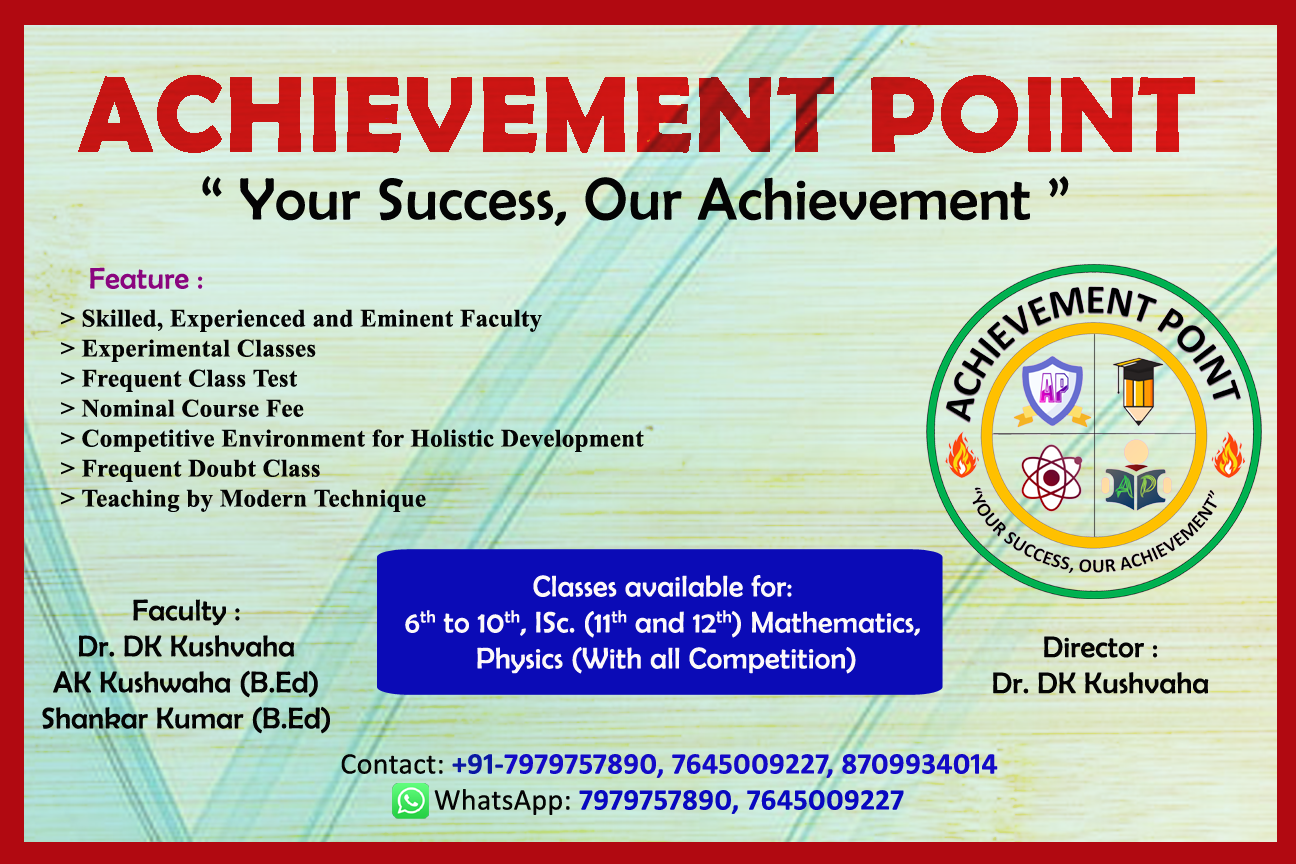 ACHIEVEMENT POINT
“ Your Success, Our Achievement ”
Feature :
> Skilled, Experienced and Eminent Faculty
> Experimental Classes
> Frequent Class Test
> Nominal Course Fee
> Competitive Environment for Holistic Development
> Frequent Doubt Class
> Teaching by Modern Technique
ACHIEVEMENT POINT
AP
AP
“YOUR SUCCESS, OUR ACHIEVEMENT”
Classes available for:
6th to 10th, ISc. (11th and 12th) Mathematics,
Physics (With all Competition)
Faculty :
Dr. DK Kushvaha
AK Kushwaha (B.Ed)
Shankar Kumar (B.Ed)
Director :
Dr. DK Kushvaha
Contact: +91-7979757890, 7645009227, 8709934014
WhatsApp: 7979757890, 7645009227